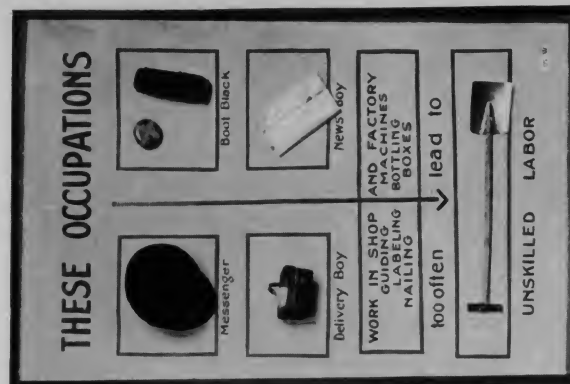 THESE OCCUPATIONS
Messenger Boot Black
Delivery Boy News Boy
WORK IN SHOP AND FACTORY
GUIDING MACHINES
LABELING BOTTLING
NAILING BOXES
too often lead to
UNSKILLED LABOR